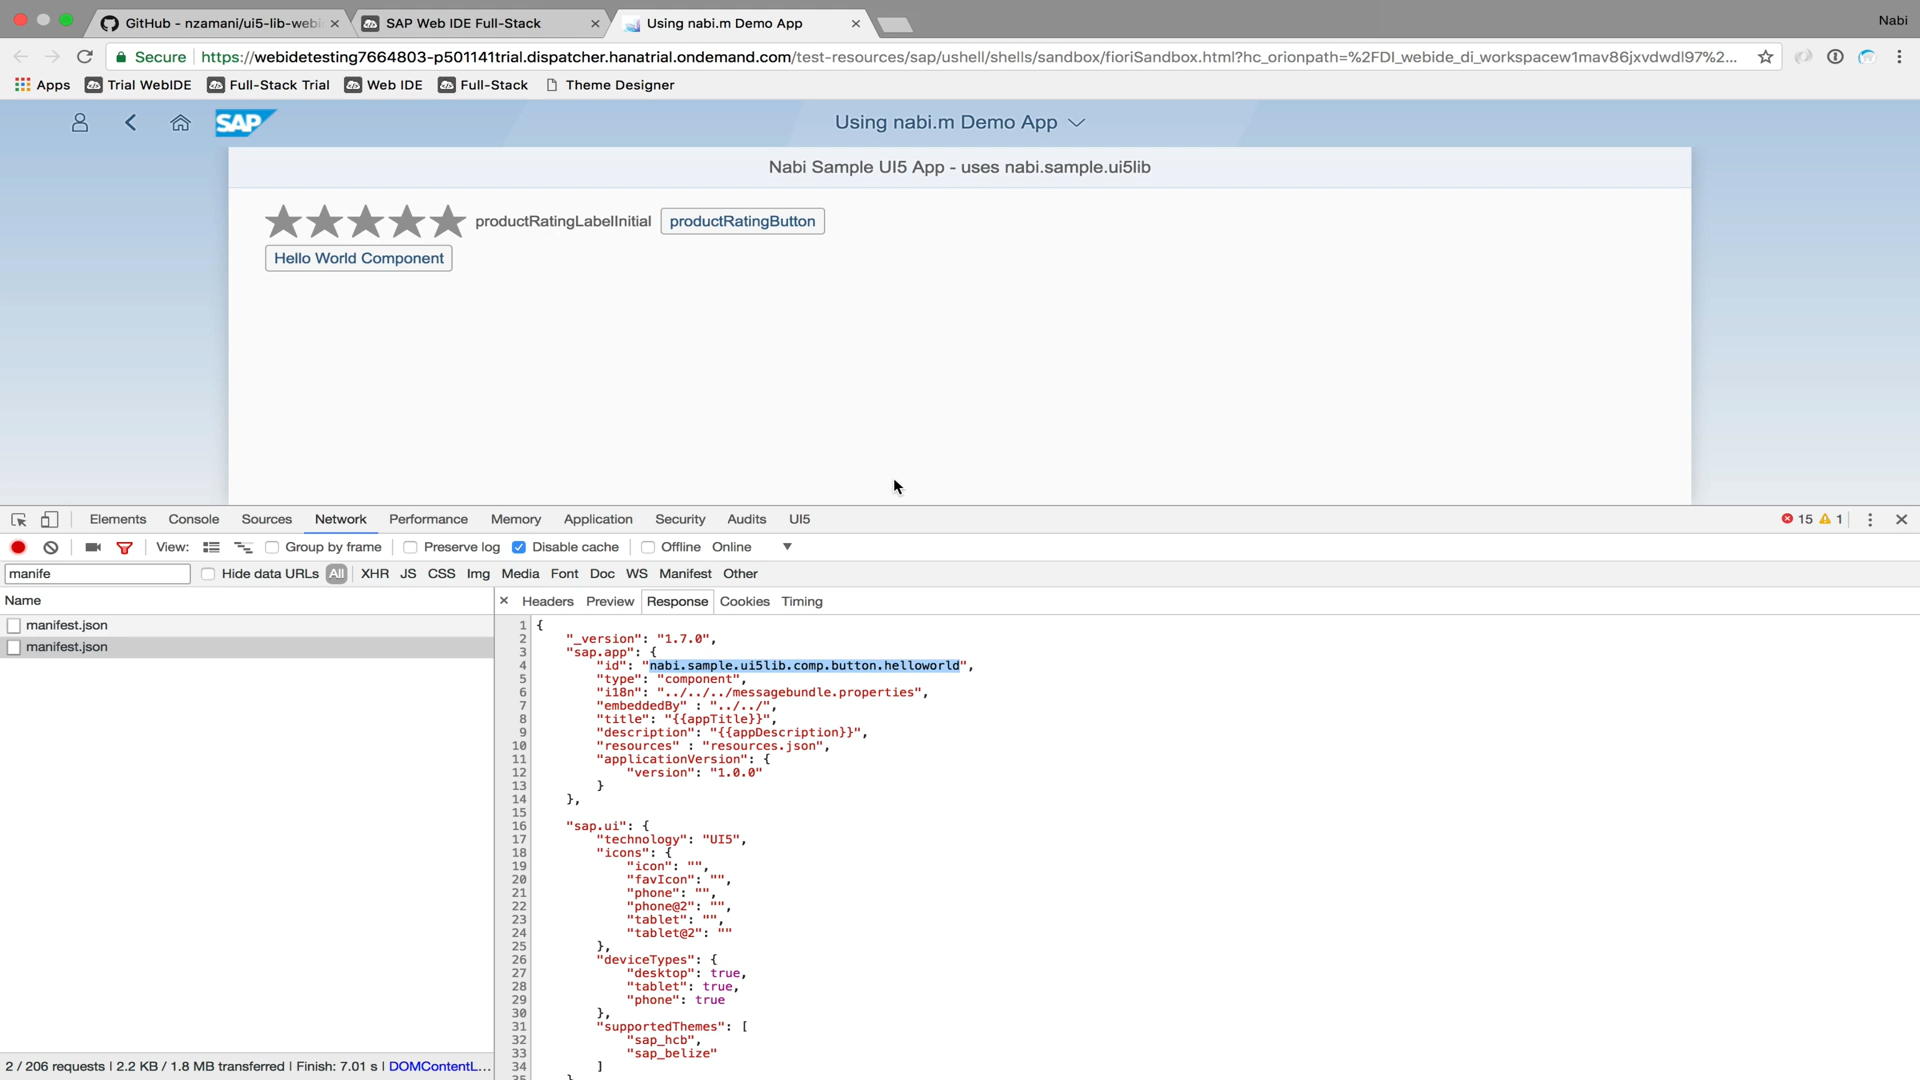 GitHub - nzamani/ui5-lib-webi
SAP Web IDE Full-Stack
Using nabi.m Demo App
Nabi
Secure
https://webidetesting7664803-p501141trial.dispatcher.hanatrial.ondemand.com/test-resources/sap/ushell/shells/sandbox/fioriSandbox.html?hc_orionpath=%2FDI_webide_di_workspacew1mav86jxvdwdl97%2...
Apps
Trial WebIDE
Full-Stack Trial
Web IDE
Full-Stack
Theme Designer
SAP
Using nabi.m Demo App
Nabi Sample UI5 App - uses nabi.sample.ui5lib
productRatingLabelInitial productRatingButton
Hello World Component
Elements Console Sources Network Performance Memory Application Security Audits UI5 15 1
View: Group by frame Preserve log Disable cache Offline Online
manife Hide data URLs All XHR JS CSS Img Media Font Doc WS Manifest Other
Name
manifest.json
manifest.json
2 / 206 requests | 2.2 KB / 1.8 MB transferred | Finish: 7.01 s | DOMContentL...
Headers Preview Response Cookies Timing
1 {
2 "_version": "1.7.0",
3 "sap.app": {
4 "id": "nabi.sample.ui5lib.comp.button.helloworld",
5 "type": "component",
6 "i18n": "../../../messagebundle.properties",
7 "embeddedBy" : "../../",
8 "title": "{{appTitle}}",
9 "description": "{{appDescription}}",
10 "resources" : "resources.json",
11 "applicationVersion": {
12 "version": "1.0.0"
13 }
14 },
15
16 "sap.ui": {
17 "technology": "UI5",
18 "icons": {
19 "icon": "",
20 "favIcon": "",
21 "phone": "",
22 "phone@2": "",
23 "tablet": "",
24 "tablet@2": ""
25 },
26 "deviceTypes": {
27 "desktop": true,
28 "tablet": true,
29 "phone": true
30 },
31 "supportedThemes": [
32 "sap_hcb",
33 "sap_belize"
34 ]
35 }